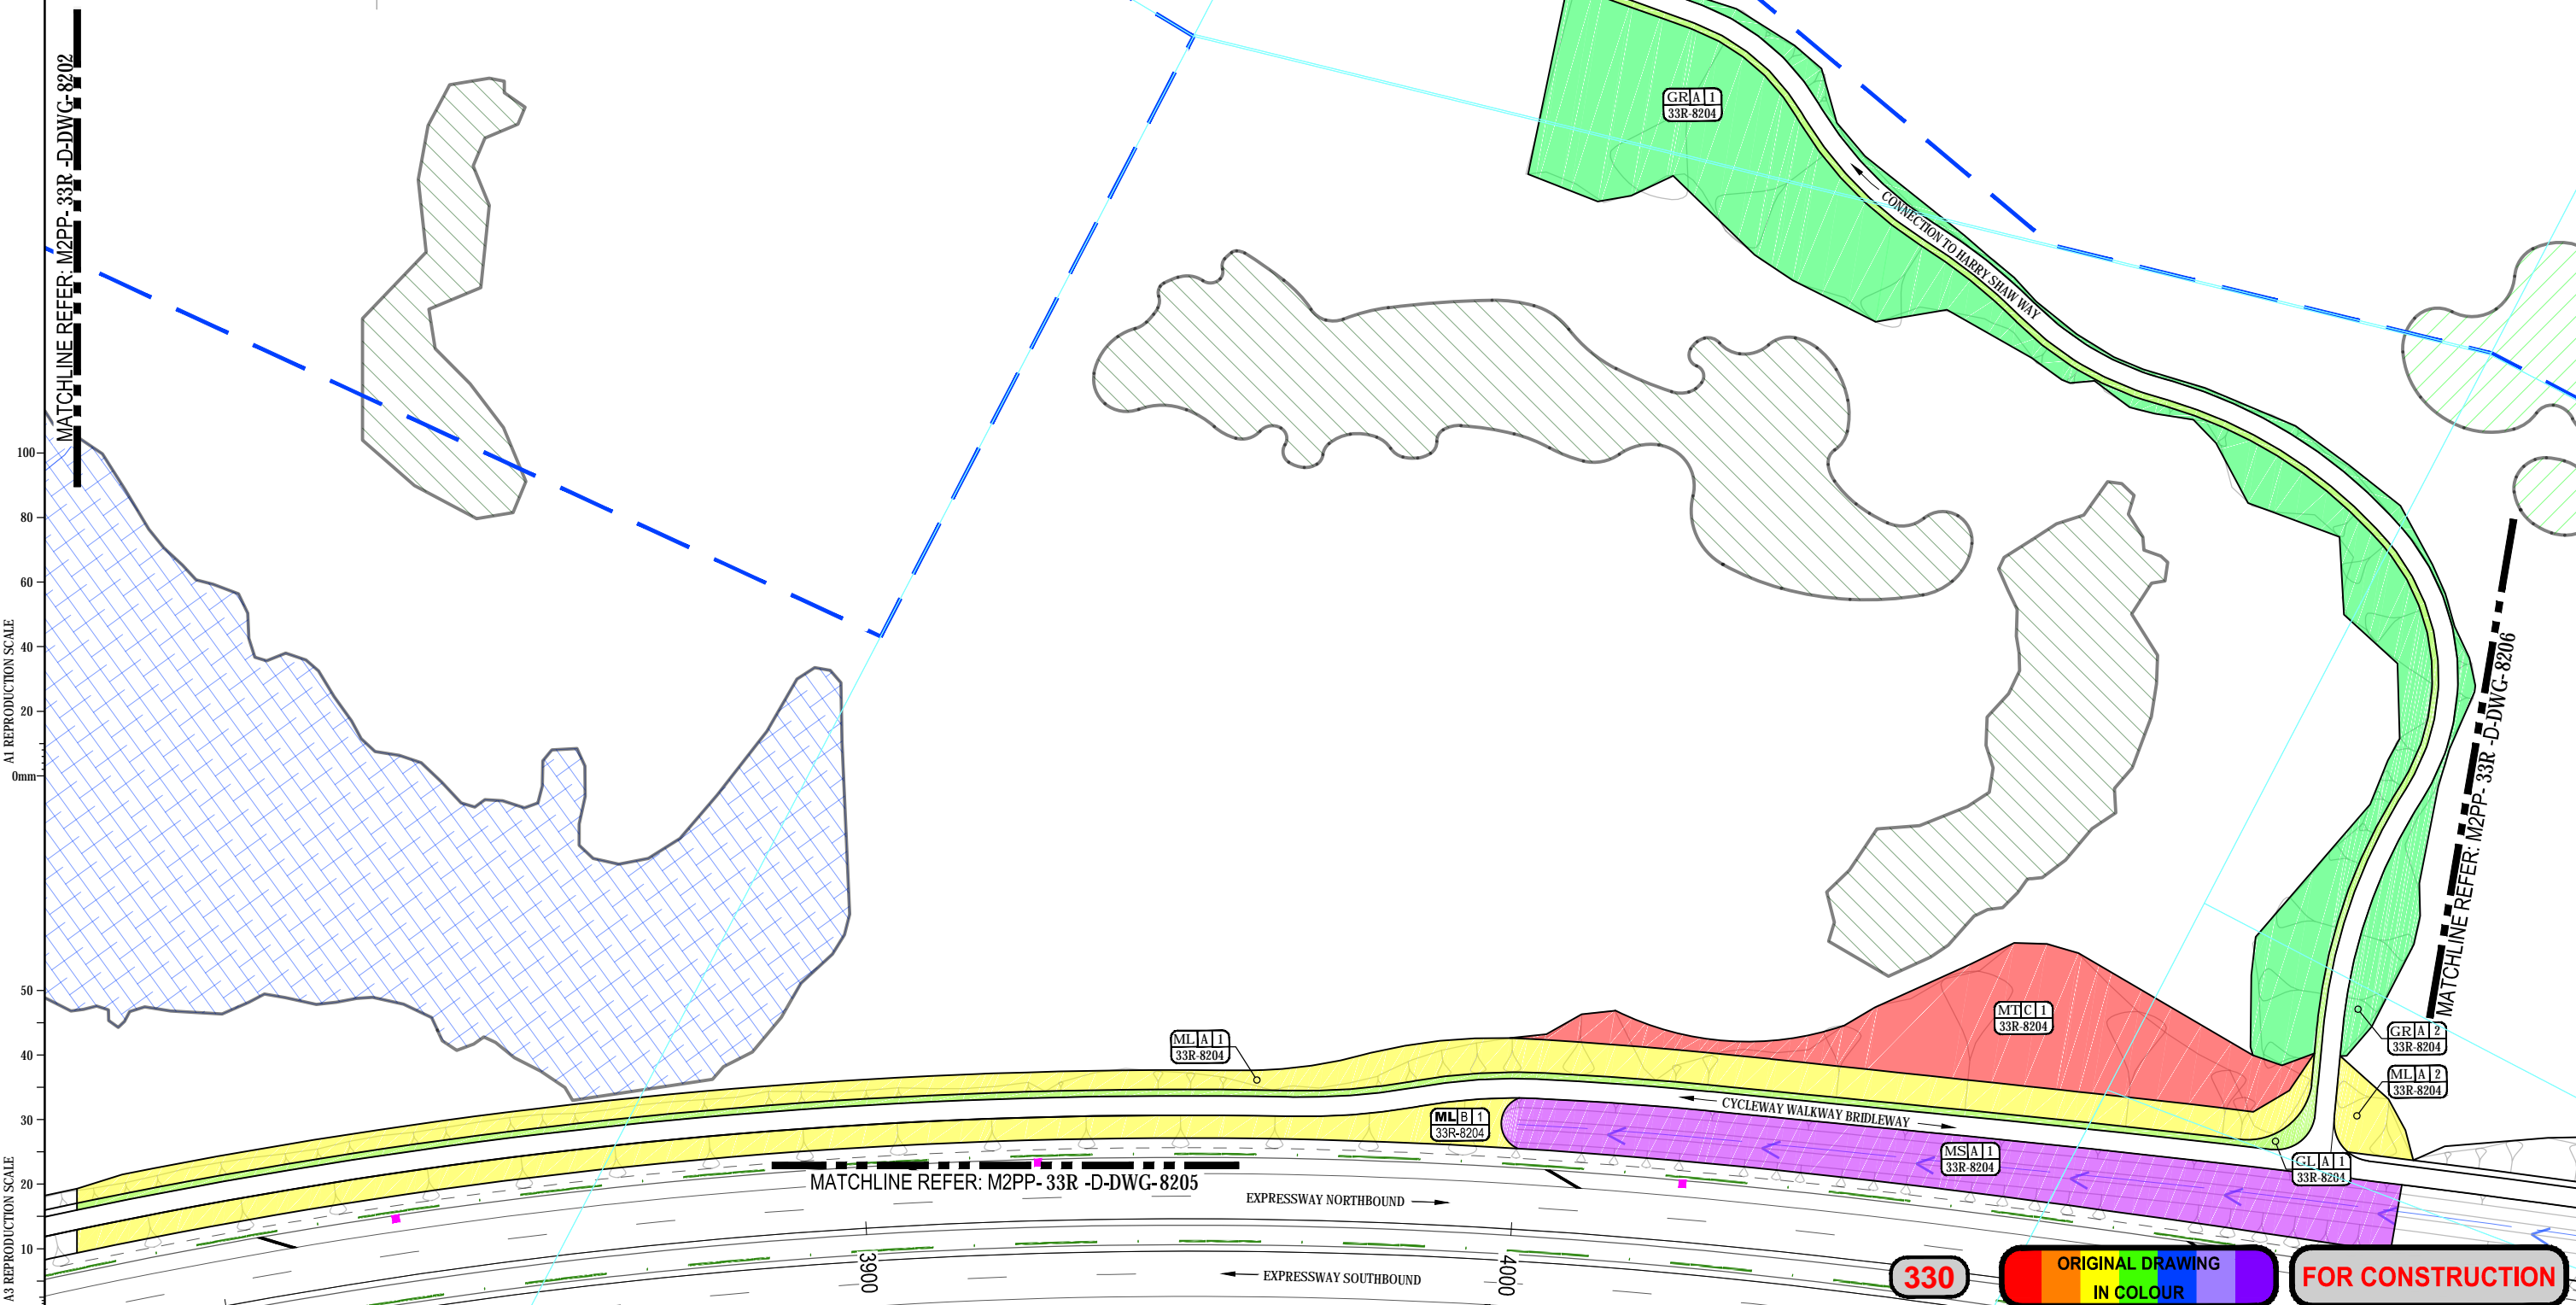 MATCHLINE REFER: M2PP- 33R -D-DWG-8202
GR A 1
33R-8204
CONNECTION TO HARRY SHAW WAY
100
80
60
40
20
0mm
A1 REPRODUCTION SCALE
50
40
30
20
10
A3 REPRODUCTION SCALE
MATCHLINE REFER: M2PP- 33R -D-DWG-8206
MTC 1
33R-8204
GR A 2
33R-8204
ML A 1
33R-8204
ML A 2
33R-8204
ML B 1
33R-8204
CYCLEWAY WALKWAY BRIDLEWAY
MS A 1
33R-8204
GL A 1
33R-8204
MATCHLINE REFER: M2PP- 33R -D-DWG-8205
EXPRESSWAY NORTHBOUND
3900
4000
EXPRESSWAY SOUTHBOUND
330
ORIGINAL DRAWING
IN COLOUR
FOR CONSTRUCTION